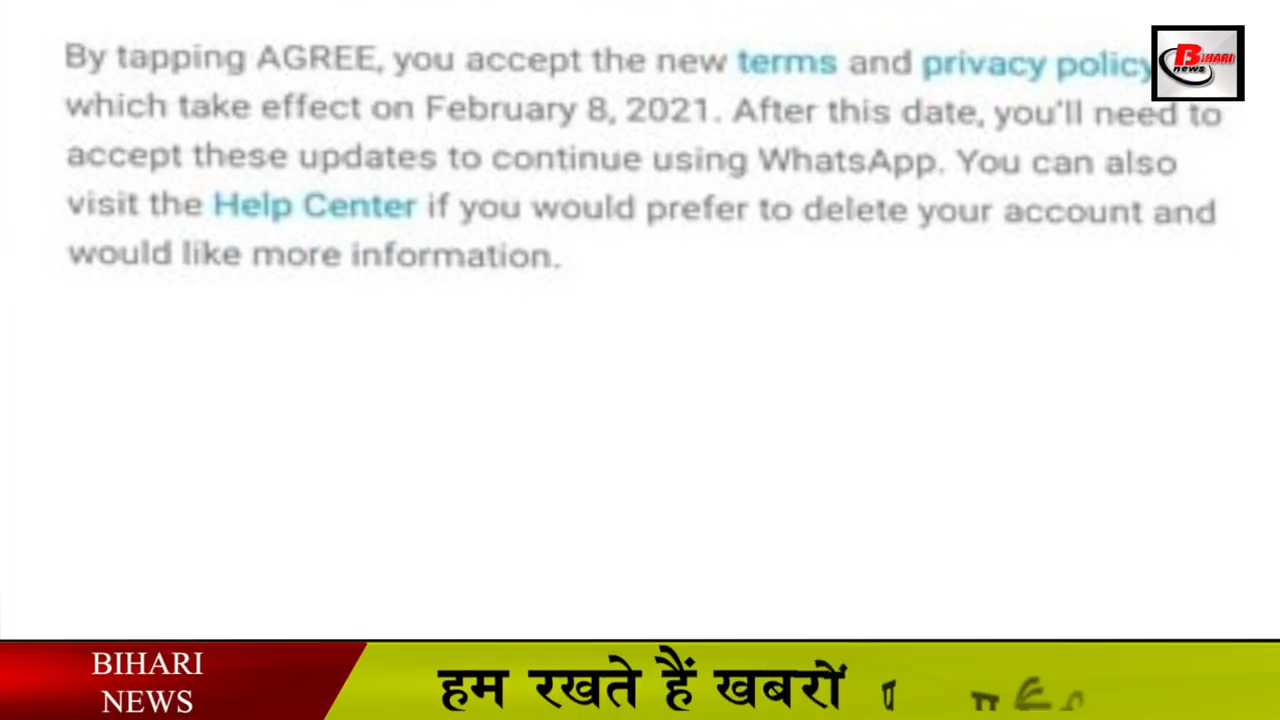 By tapping AGREE, you accept the new terms and privacy policy
which take effect on February 8, 2021. After this date, you'll need to
accept these updates to continue using WhatsApp. You can also
visit the Help Center if you would prefer to delete your account and
would like more information.
BIHARI
news
BIHARI
NEWS
हम रखते हैं खबरों